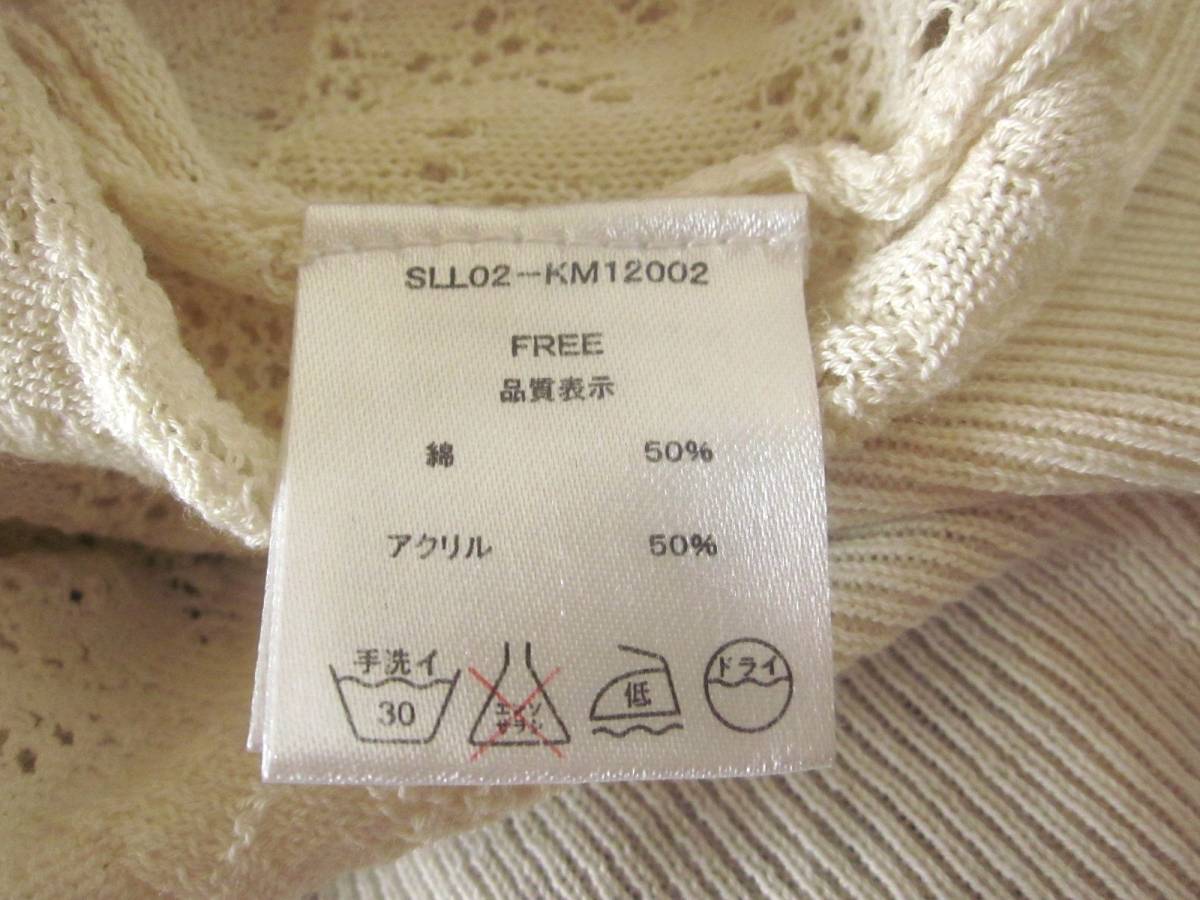 SLL02-KM12002
FREE
品質表示
綿 50%
アクリル 50%
手洗イ
30
エンソ
サラシ
低
ドライ